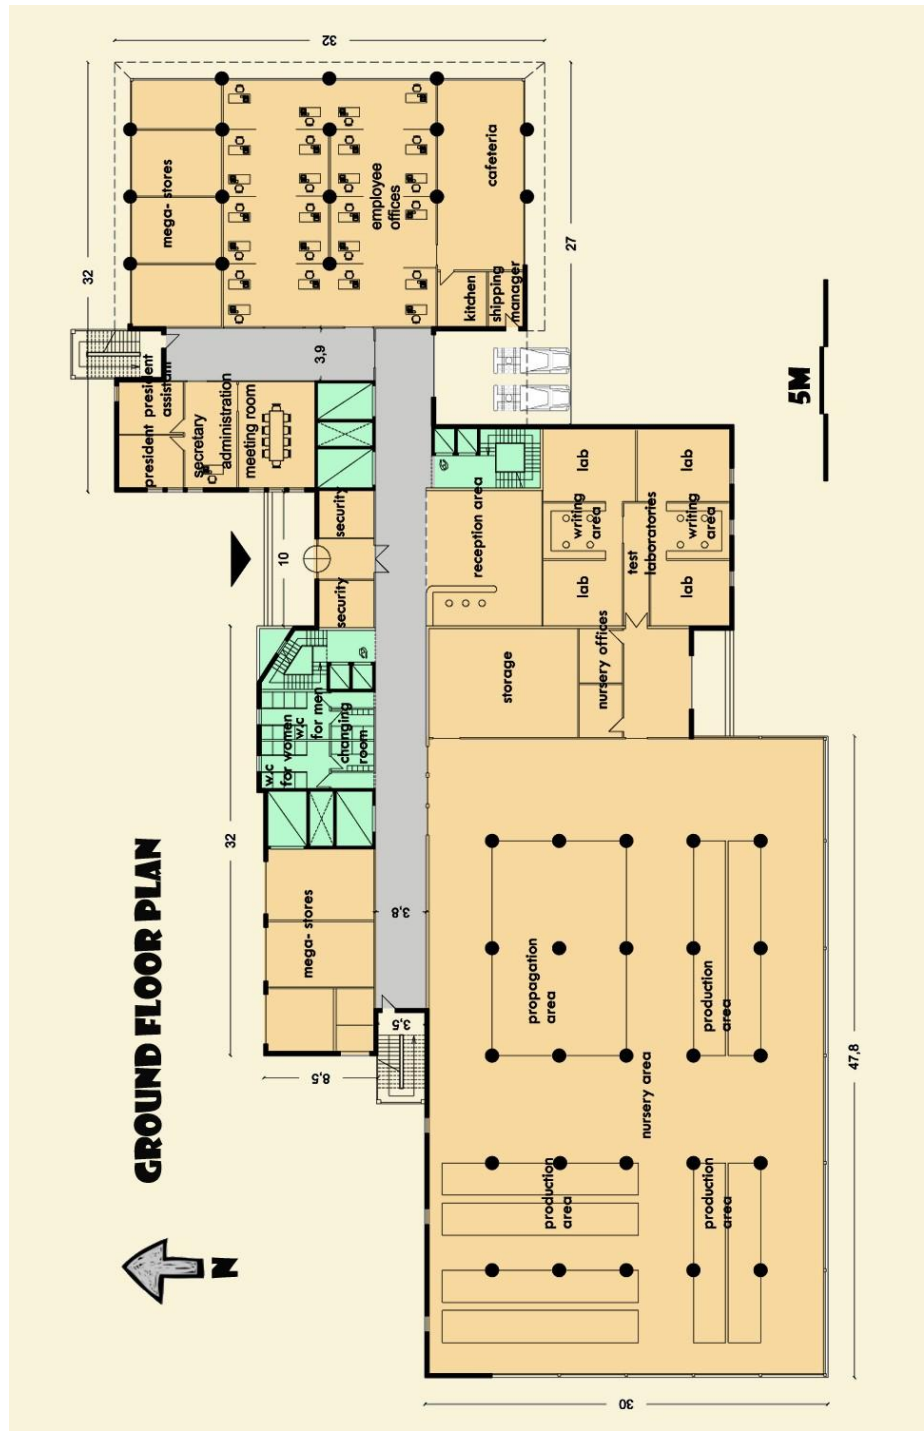 GROUND FLOOR PLAN
N
5M
32
32
27
mega- stores
employee
offices
cafeteria
kitchen
shipping
manager
3,9
president
president
assistant
secretary
administration
meeting room
security
security
10
reception area
lab
lab
writing
area
writing
area
test
laboratories
lab
lab
storage
nursery offices
w.c
for women
w.c
for men
changing
room
32
mega- stores
3,8
3,5
8,5
propagation
area
production
area
nursery area
production
area
production
area
47,8
30